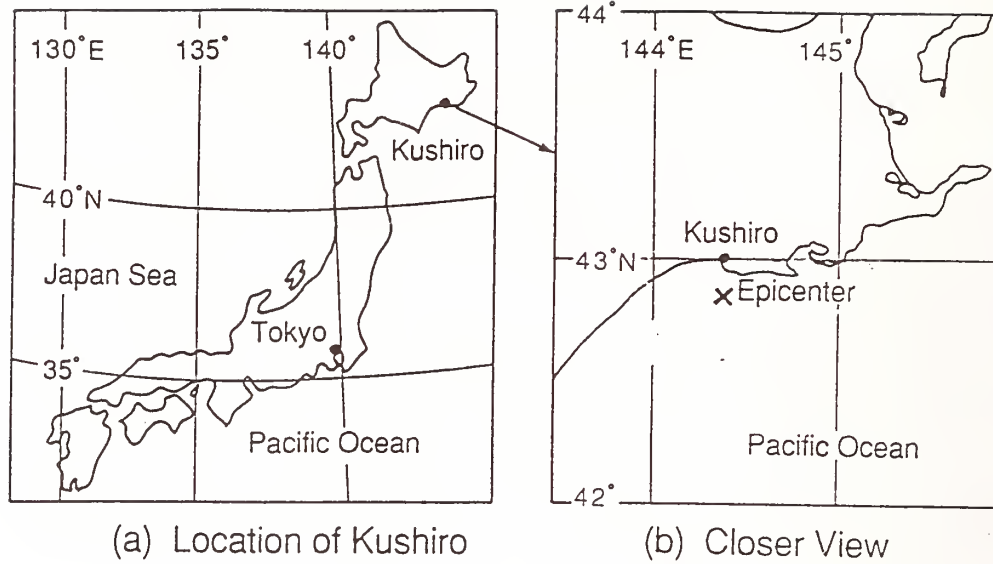 130°E 135° 140°
Kushiro
40°N
Japan Sea
Tokyo
35°
Pacific Ocean
(a) Location of Kushiro
44°
144°E 145°
Kushiro
43°N
Epicenter
Pacific Ocean
42°
(b) Closer View